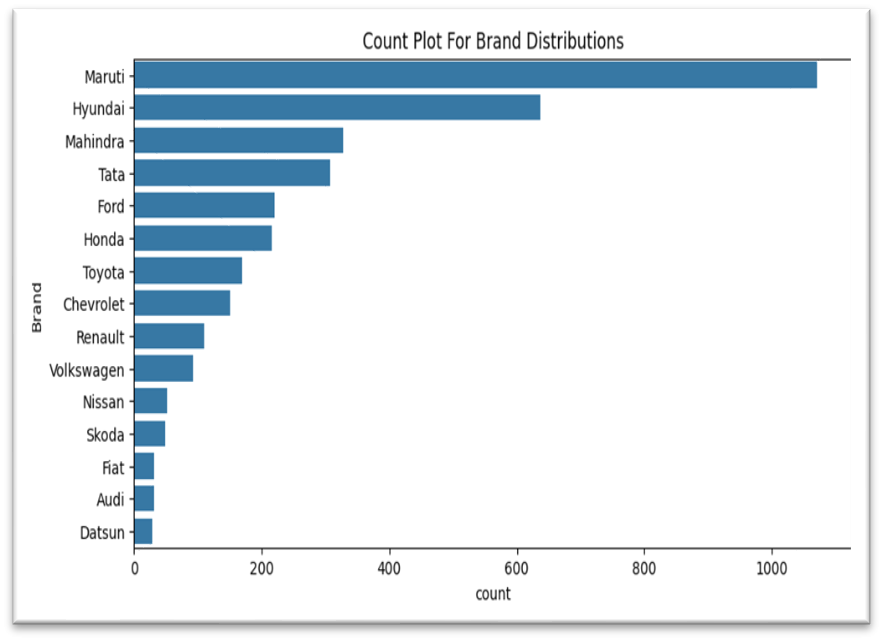 Count Plot For Brand Distributions
Maruti
Hyundai
Mahindra
Tata
Ford
Honda
Toyota
Chevrolet
Renault
Volkswagen
Nissan
Skoda
Fiat
Audi
Datsun
Brand
0 200 400 600 800 1000
count